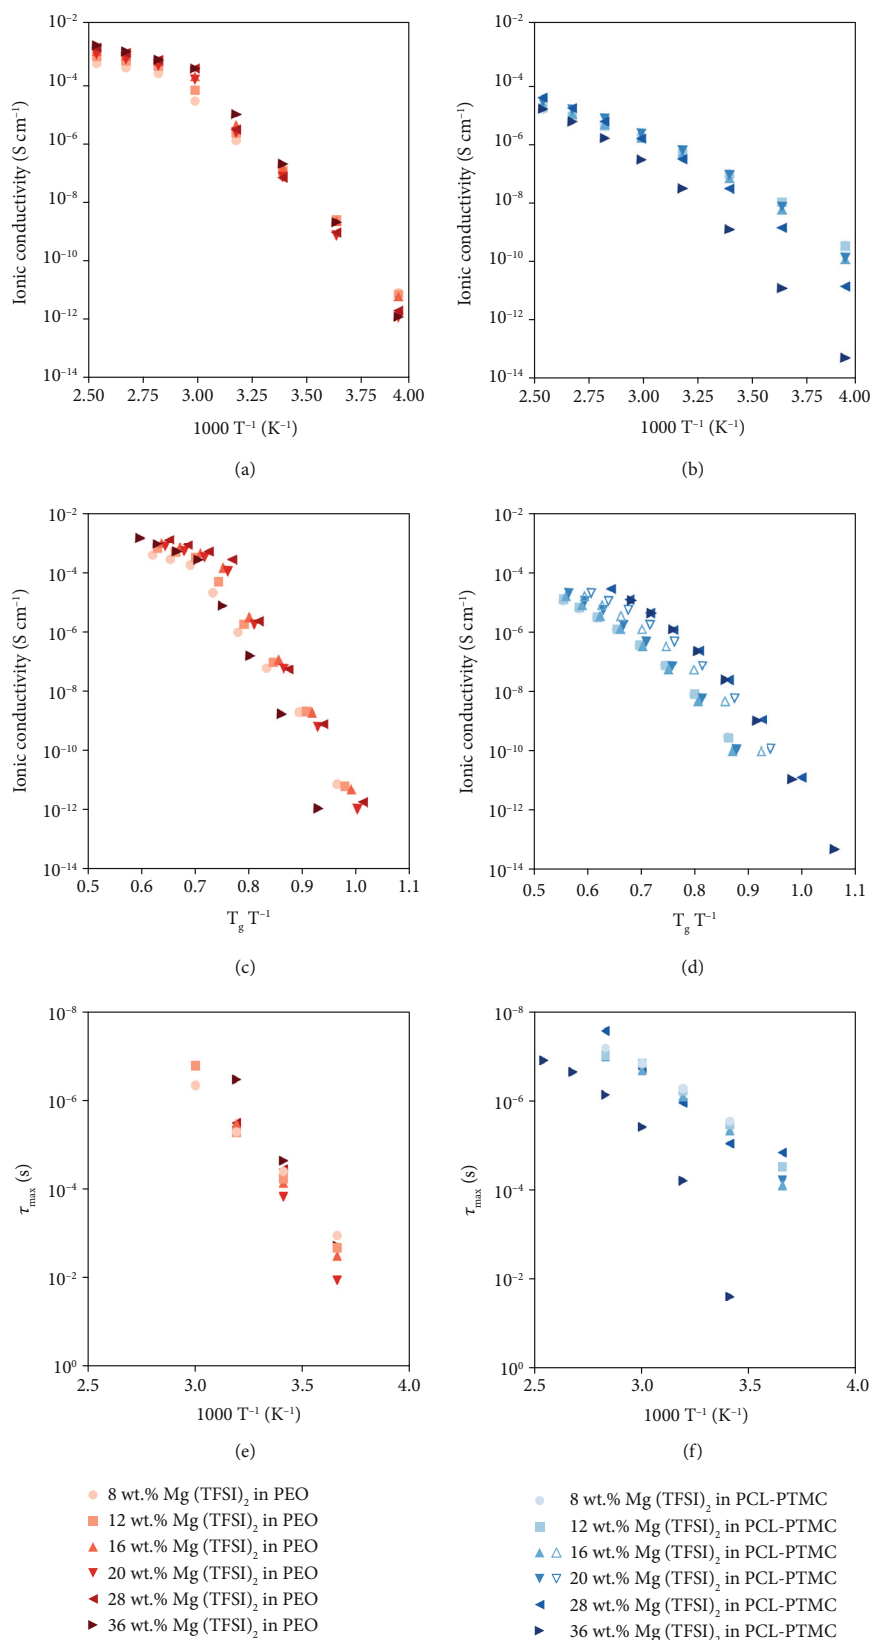 10⁻² 10⁻²
10⁻⁴ 10⁻⁴
10⁻⁶ 10⁻⁶
10⁻⁸ 10⁻⁸
10⁻¹⁰ 10⁻¹⁰
10⁻¹² 10⁻¹²
10⁻¹⁴ 10⁻¹⁴
Ionic conductivity (S cm⁻¹) Ionic conductivity (S cm⁻¹)
2.50 2.75 3.00 3.25 3.50 3.75 4.00 2.50 2.75 3.00 3.25 3.50 3.75 4.00
1000 T⁻¹ (K⁻¹) 1000 T⁻¹ (K⁻¹)
(a) (b)
10⁻² 10⁻²
10⁻⁴ 10⁻⁴
10⁻⁶ 10⁻⁶
10⁻⁸ 10⁻⁸
10⁻¹⁰ 10⁻¹⁰
10⁻¹² 10⁻¹²
10⁻¹⁴ 10⁻¹⁴
Ionic conductivity (S cm⁻¹) Ionic conductivity (S cm⁻¹)
0.5 0.6 0.7 0.8 0.9 1.0 1.1 0.5 0.6 0.7 0.8 0.9 1.0 1.1
T_g T⁻¹ T_g T⁻¹
(c) (d)
10⁻⁸ 10⁻⁸
10⁻⁶ 10⁻⁶
10⁻⁴ 10⁻⁴
10⁻² 10⁻²
10⁰ 10⁰
τ_max (s) τ_max (s)
2.5 3.0 3.5 4.0 2.5 3.0 3.5 4.0
1000 T⁻¹ (K⁻¹) 1000 T⁻¹ (K⁻¹)
(e) (f)
8 wt.% Mg (TFSI)₂ in PEO
12 wt.% Mg (TFSI)₂ in PEO
16 wt.% Mg (TFSI)₂ in PEO
20 wt.% Mg (TFSI)₂ in PEO
28 wt.% Mg (TFSI)₂ in PEO
36 wt.% Mg (TFSI)₂ in PEO
8 wt.% Mg (TFSI)₂ in PCL-PTMC
12 wt.% Mg (TFSI)₂ in PCL-PTMC
16 wt.% Mg (TFSI)₂ in PCL-PTMC
20 wt.% Mg (TFSI)₂ in PCL-PTMC
28 wt.% Mg (TFSI)₂ in PCL-PTMC
36 wt.% Mg (TFSI)₂ in PCL-PTMC